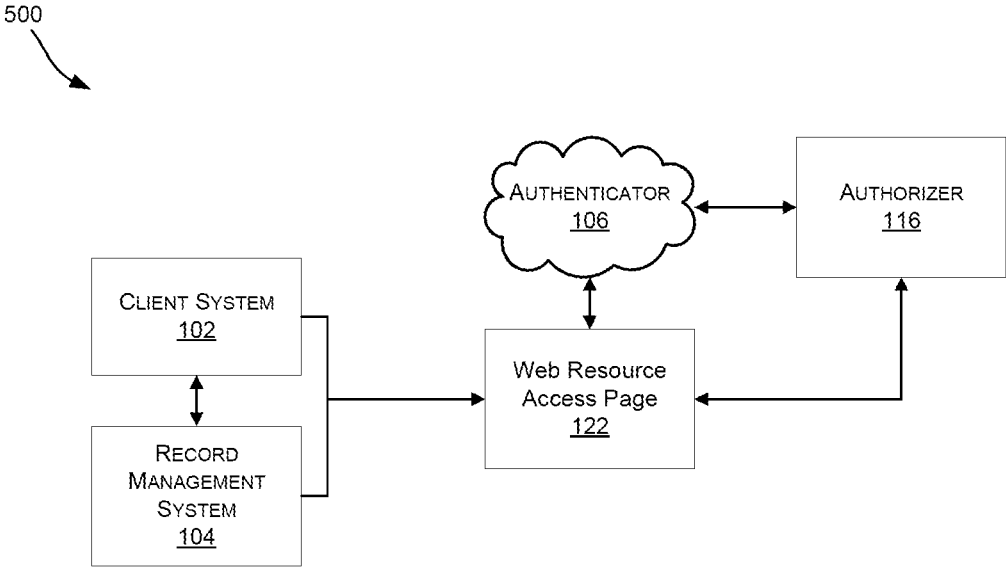 500
AUTHENTICATOR
106
AUTHORIZER
116
CLIENT SYSTEM
102
Web Resource
Access Page
122
RECORD
MANAGEMENT
SYSTEM
104